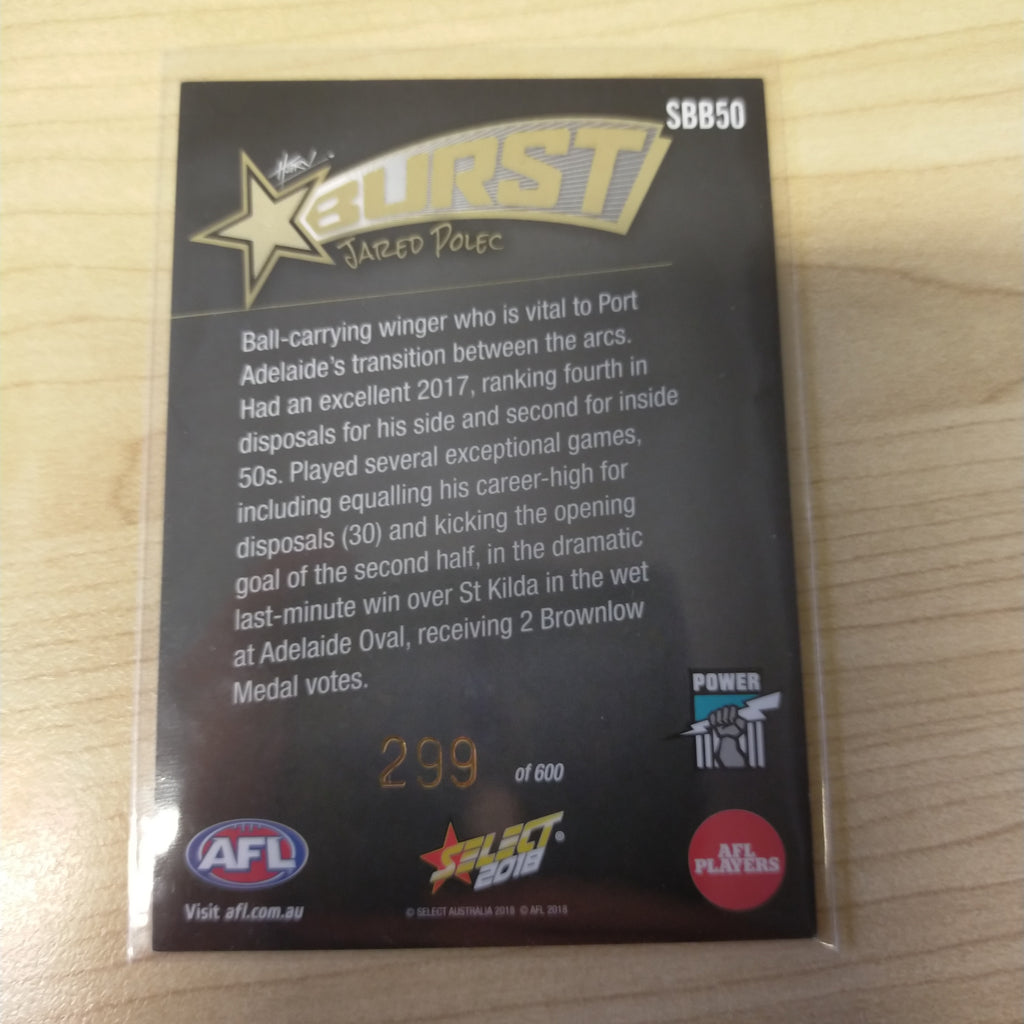 SBB50
BURST
JARED POLEC
Ball-carrying winger who is vital to Port
Adelaide's transition between the arcs.
Had an excellent 2017, ranking fourth in
disposals for his side and second for inside
50s. Played several exceptional games,
including equalling his career-high for
disposals (30) and kicking the opening
goal of the second half, in the dramatic
last-minute win over St Kilda in the wet
at Adelaide Oval, receiving 2 Brownlow
Medal votes.
POWER
299 of 600
AFL
SELECT®
2018
AFL
PLAYERS
Visit afl.com.au
© SELECT AUSTRALIA 2018 © AFL 2018